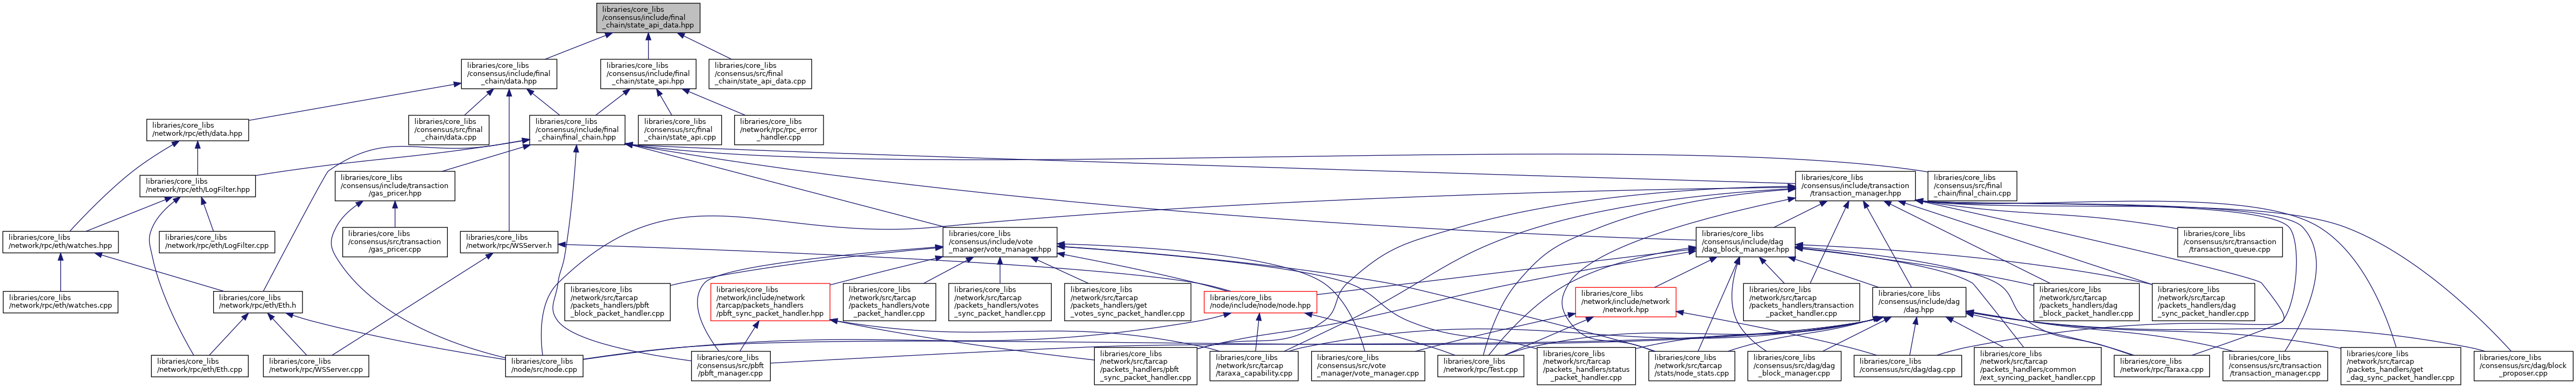 libraries/core_libs
/consensus/include/final
_chain/state_api_data.hpp
libraries/core_libs
/consensus/include/final
_chain/data.hpp
libraries/core_libs
/consensus/include/final
_chain/state_api.hpp
libraries/core_libs
/consensus/src/final
_chain/state_api_data.cpp
libraries/core_libs
/network/rpc/eth/data.hpp
libraries/core_libs
/consensus/src/final
_chain/data.cpp
libraries/core_libs
/consensus/include/final
_chain/final_chain.hpp
libraries/core_libs
/consensus/src/final
_chain/state_api.cpp
libraries/core_libs
/network/rpc/rpc_error
_handler.cpp
libraries/core_libs
/network/rpc/eth/LogFilter.hpp
libraries/core_libs
/consensus/include/transaction
/gas_pricer.hpp
libraries/core_libs
/consensus/include/transaction
/transaction_manager.hpp
libraries/core_libs
/consensus/src/final
_chain/final_chain.cpp
libraries/core_libs
/network/rpc/eth/watches.hpp
libraries/core_libs
/network/rpc/eth/LogFilter.cpp
libraries/core_libs
/consensus/src/transaction
/gas_pricer.cpp
libraries/core_libs
/network/rpc/WSServer.h
libraries/core_libs
/consensus/include/vote
_manager/vote_manager.hpp
libraries/core_libs
/consensus/include/dag
/dag_block_manager.hpp
libraries/core_libs
/consensus/src/transaction
/transaction_queue.cpp
libraries/core_libs
/network/rpc/eth/watches.cpp
libraries/core_libs
/network/rpc/eth/Eth.h
libraries/core_libs
/network/src/tarcap
/packets_handlers/pbft
_block_packet_handler.cpp
libraries/core_libs
/network/include/network
/tarcap/packets_handlers
/pbft_sync_packet_handler.hpp
libraries/core_libs
/network/src/tarcap
/packets_handlers/vote
_packet_handler.cpp
libraries/core_libs
/network/src/tarcap
/packets_handlers/votes
_sync_packet_handler.cpp
libraries/core_libs
/network/src/tarcap
/packets_handlers/get
_votes_sync_packet_handler.cpp
libraries/core_libs
/node/include/node/node.hpp
libraries/core_libs
/network/include/network
/network.hpp
libraries/core_libs
/network/src/tarcap
/packets_handlers/transaction
_packet_handler.cpp
libraries/core_libs
/consensus/include/dag
/dag.hpp
libraries/core_libs
/network/src/tarcap
/packets_handlers/dag
_block_packet_handler.cpp
libraries/core_libs
/network/src/tarcap
/packets_handlers/dag
_sync_packet_handler.cpp
libraries/core_libs
/network/rpc/eth/Eth.cpp
libraries/core_libs
/network/rpc/WSServer.cpp
libraries/core_libs
/node/src/node.cpp
libraries/core_libs
/consensus/src/pbft
/pbft_manager.cpp
libraries/core_libs
/network/src/tarcap
/packets_handlers/pbft
_sync_packet_handler.cpp
libraries/core_libs
/network/src/tarcap
/taraxa_capability.cpp
libraries/core_libs
/consensus/src/vote
_manager/vote_manager.cpp
libraries/core_libs
/network/rpc/Test.cpp
libraries/core_libs
/network/src/tarcap
/packets_handlers/status
_packet_handler.cpp
libraries/core_libs
/network/src/tarcap
/stats/node_stats.cpp
libraries/core_libs
/consensus/src/dag/dag
_block_manager.cpp
libraries/core_libs
/consensus/src/dag/dag.cpp
libraries/core_libs
/network/src/tarcap
/packets_handlers/common
/ext_syncing_packet_handler.cpp
libraries/core_libs
/network/rpc/Taraxa.cpp
libraries/core_libs
/consensus/src/transaction
/transaction_manager.cpp
libraries/core_libs
/network/src/tarcap
/packets_handlers/get
_dag_sync_packet_handler.cpp
libraries/core_libs
/consensus/src/dag/block
_proposer.cpp